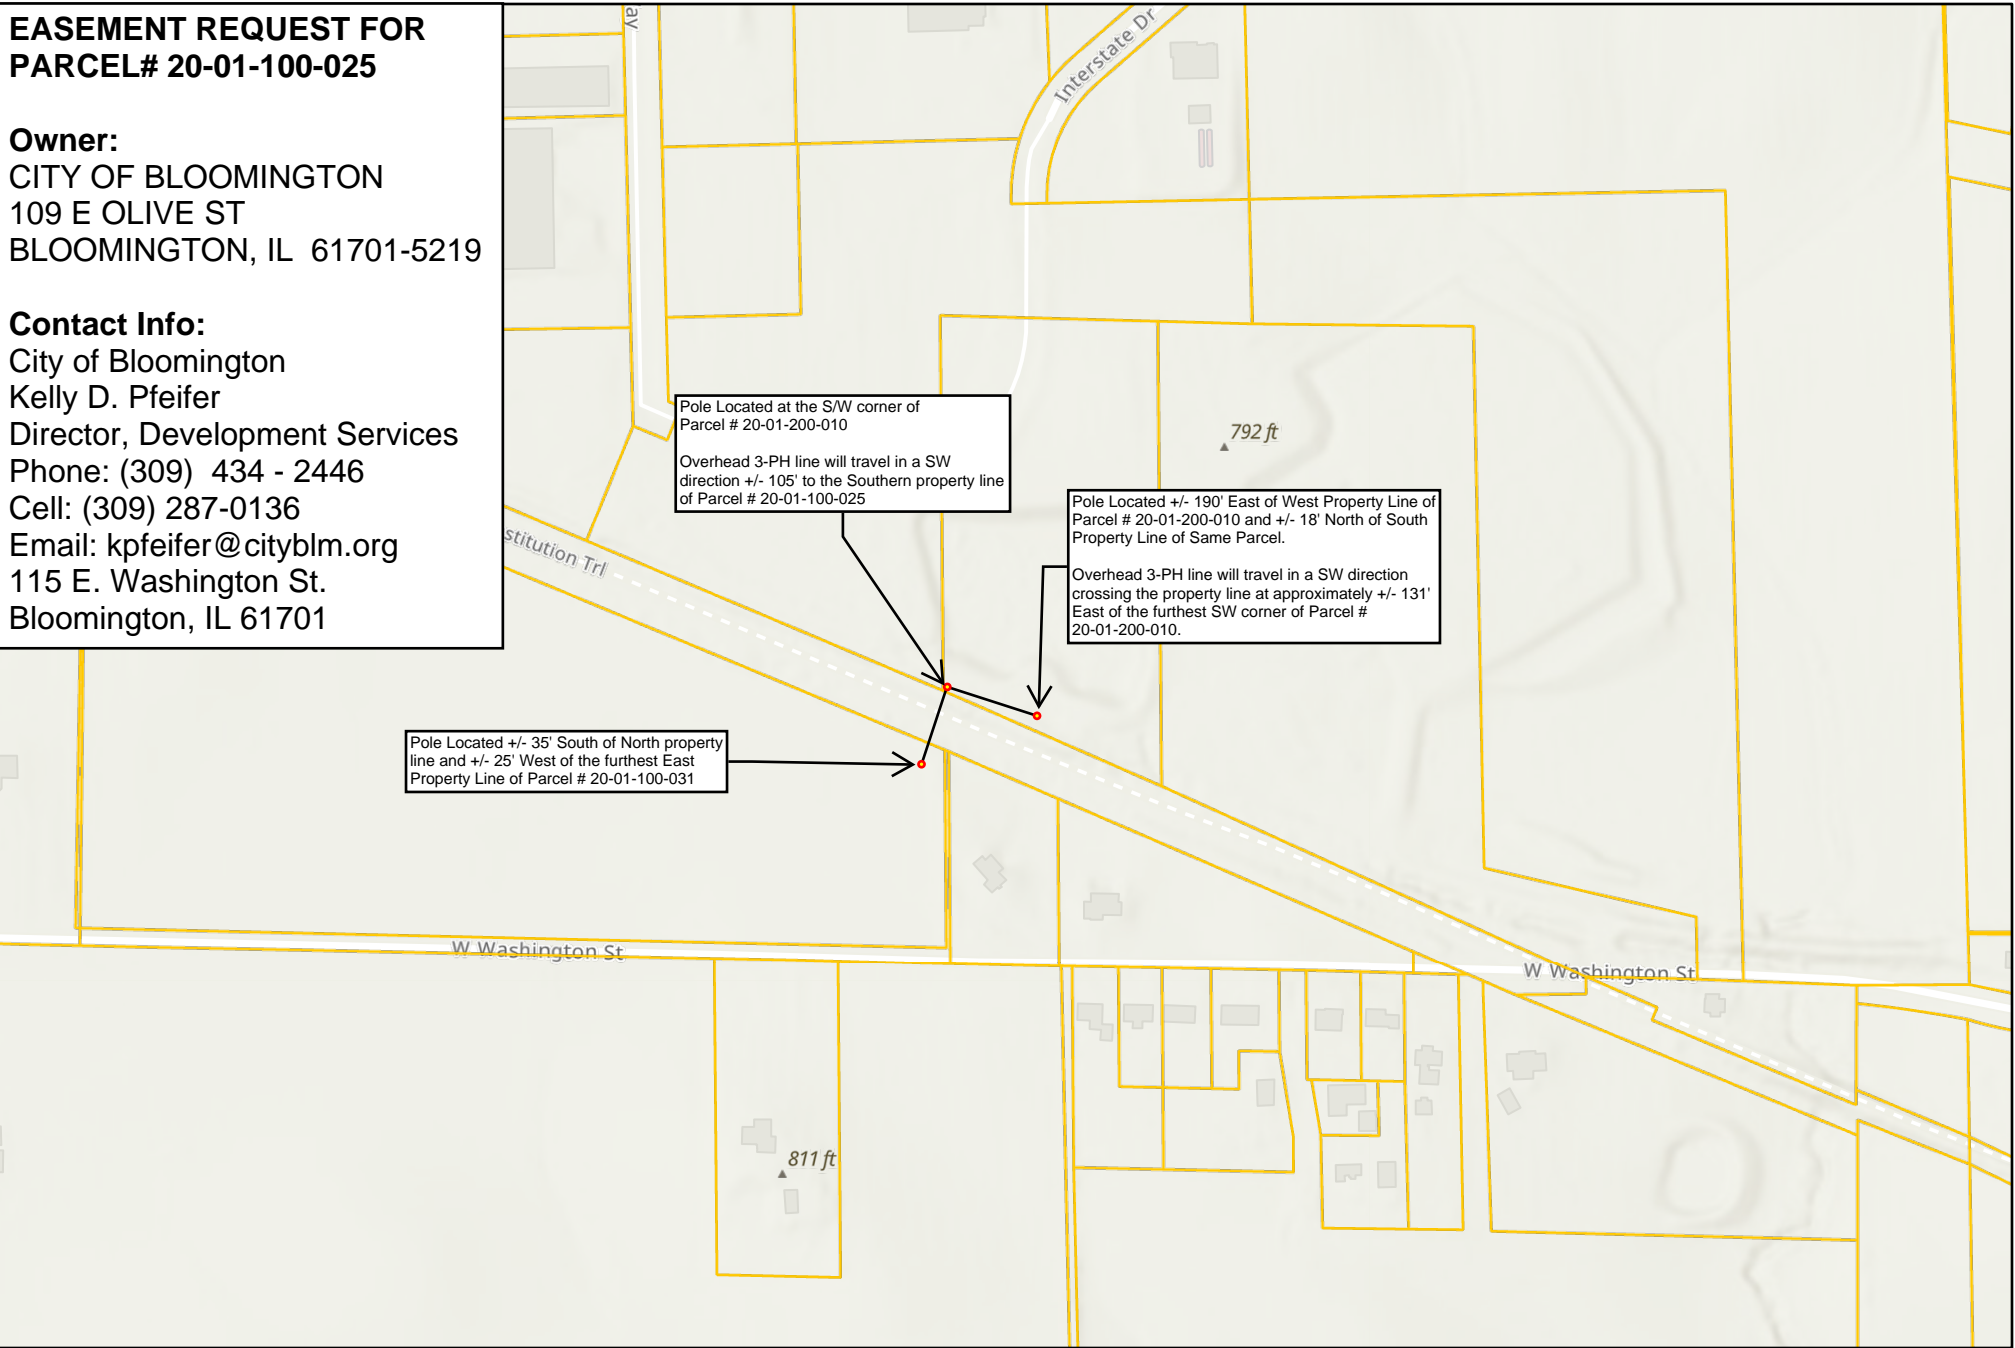 EASEMENT REQUEST FOR
PARCEL# 20-01-100-025
Owner:
CITY OF BLOOMINGTON
109 E OLIVE ST
BLOOMINGTON, IL 61701-5219
Contact Info:
City of Bloomington
Kelly D. Pfeifer
Director, Development Services
Phone: (309) 434 - 2446
Cell: (309) 287-0136
Email: kpfeifer@cityblm.org
115 E. Washington St.
Bloomington, IL 61701
ay
Interstate Dr
Pole Located at the S/W corner of
Parcel # 20-01-200-010
Overhead 3-PH line will travel in a SW
direction +/- 105' to the Southern property line
of Parcel # 20-01-100-025
792 ft
Pole Located +/- 190' East of West Property Line of
Parcel # 20-01-200-010 and +/- 18' North of South
Property Line of Same Parcel.
Overhead 3-PH line will travel in a SW direction
crossing the property line at approximately +/- 131'
East of the furthest SW corner of Parcel #
20-01-200-010.
stitution Trl
Pole Located +/- 35' South of North property
line and +/- 25' West of the furthest East
Property Line of Parcel # 20-01-100-031
W Washington St
W Washington St
811 ft